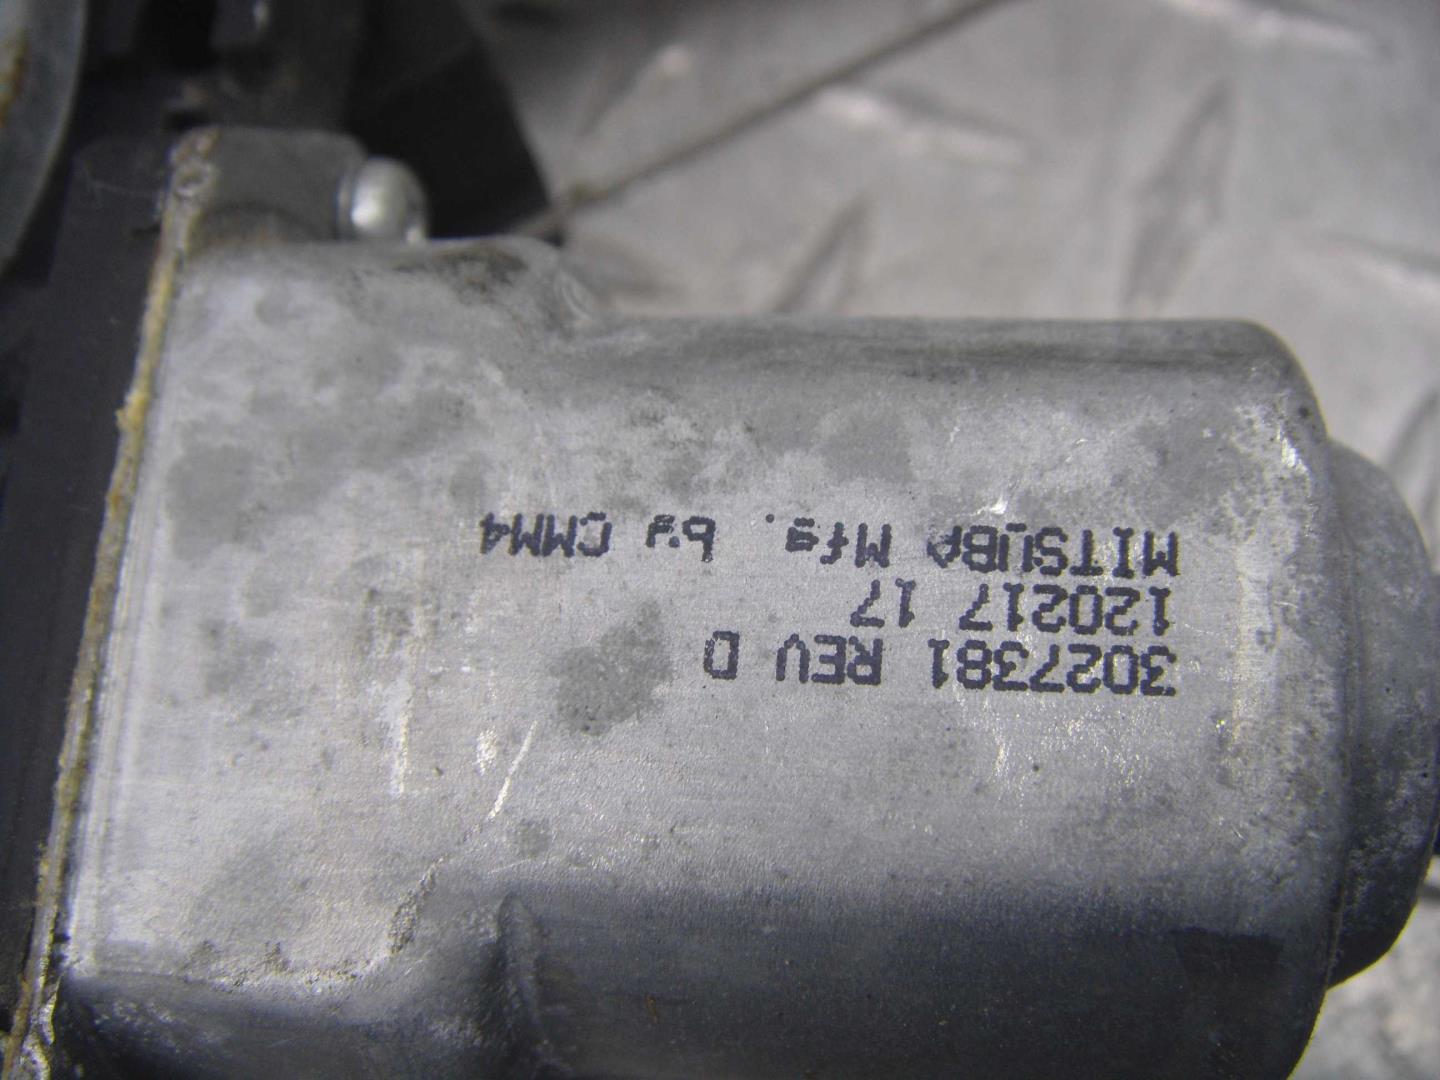 3027381 REV D
120217 17
MITSUBA Mfg. by CMM4